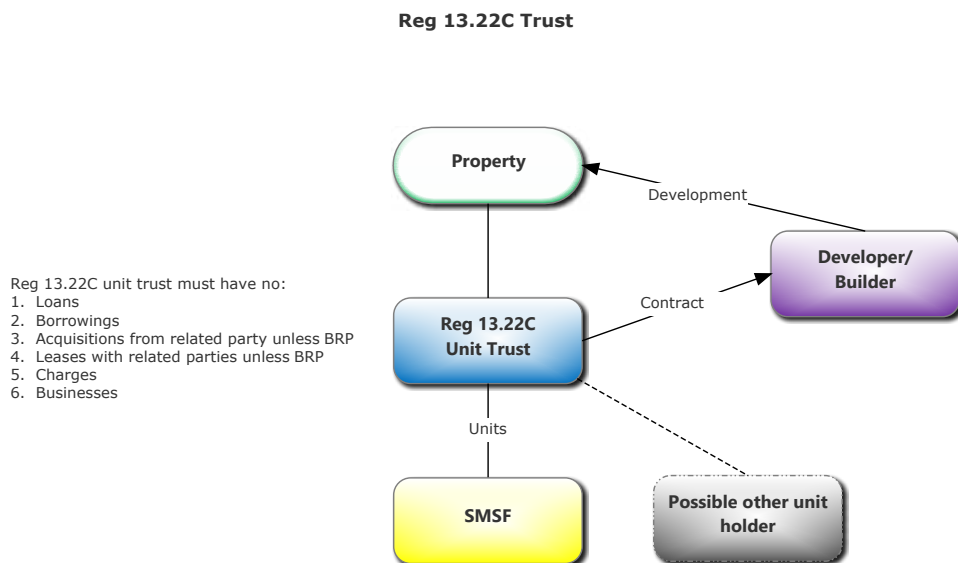 Reg 13.22C Trust
Property
Development
Developer/
Builder
Contract
Reg 13.22C unit trust must have no:
1. Loans
2. Borrowings
3. Acquisitions from related party unless BRP
4. Leases with related parties unless BRP
5. Charges
6. Businesses
Reg 13.22C
Unit Trust
Units
SMSF
Possible other unit
holder